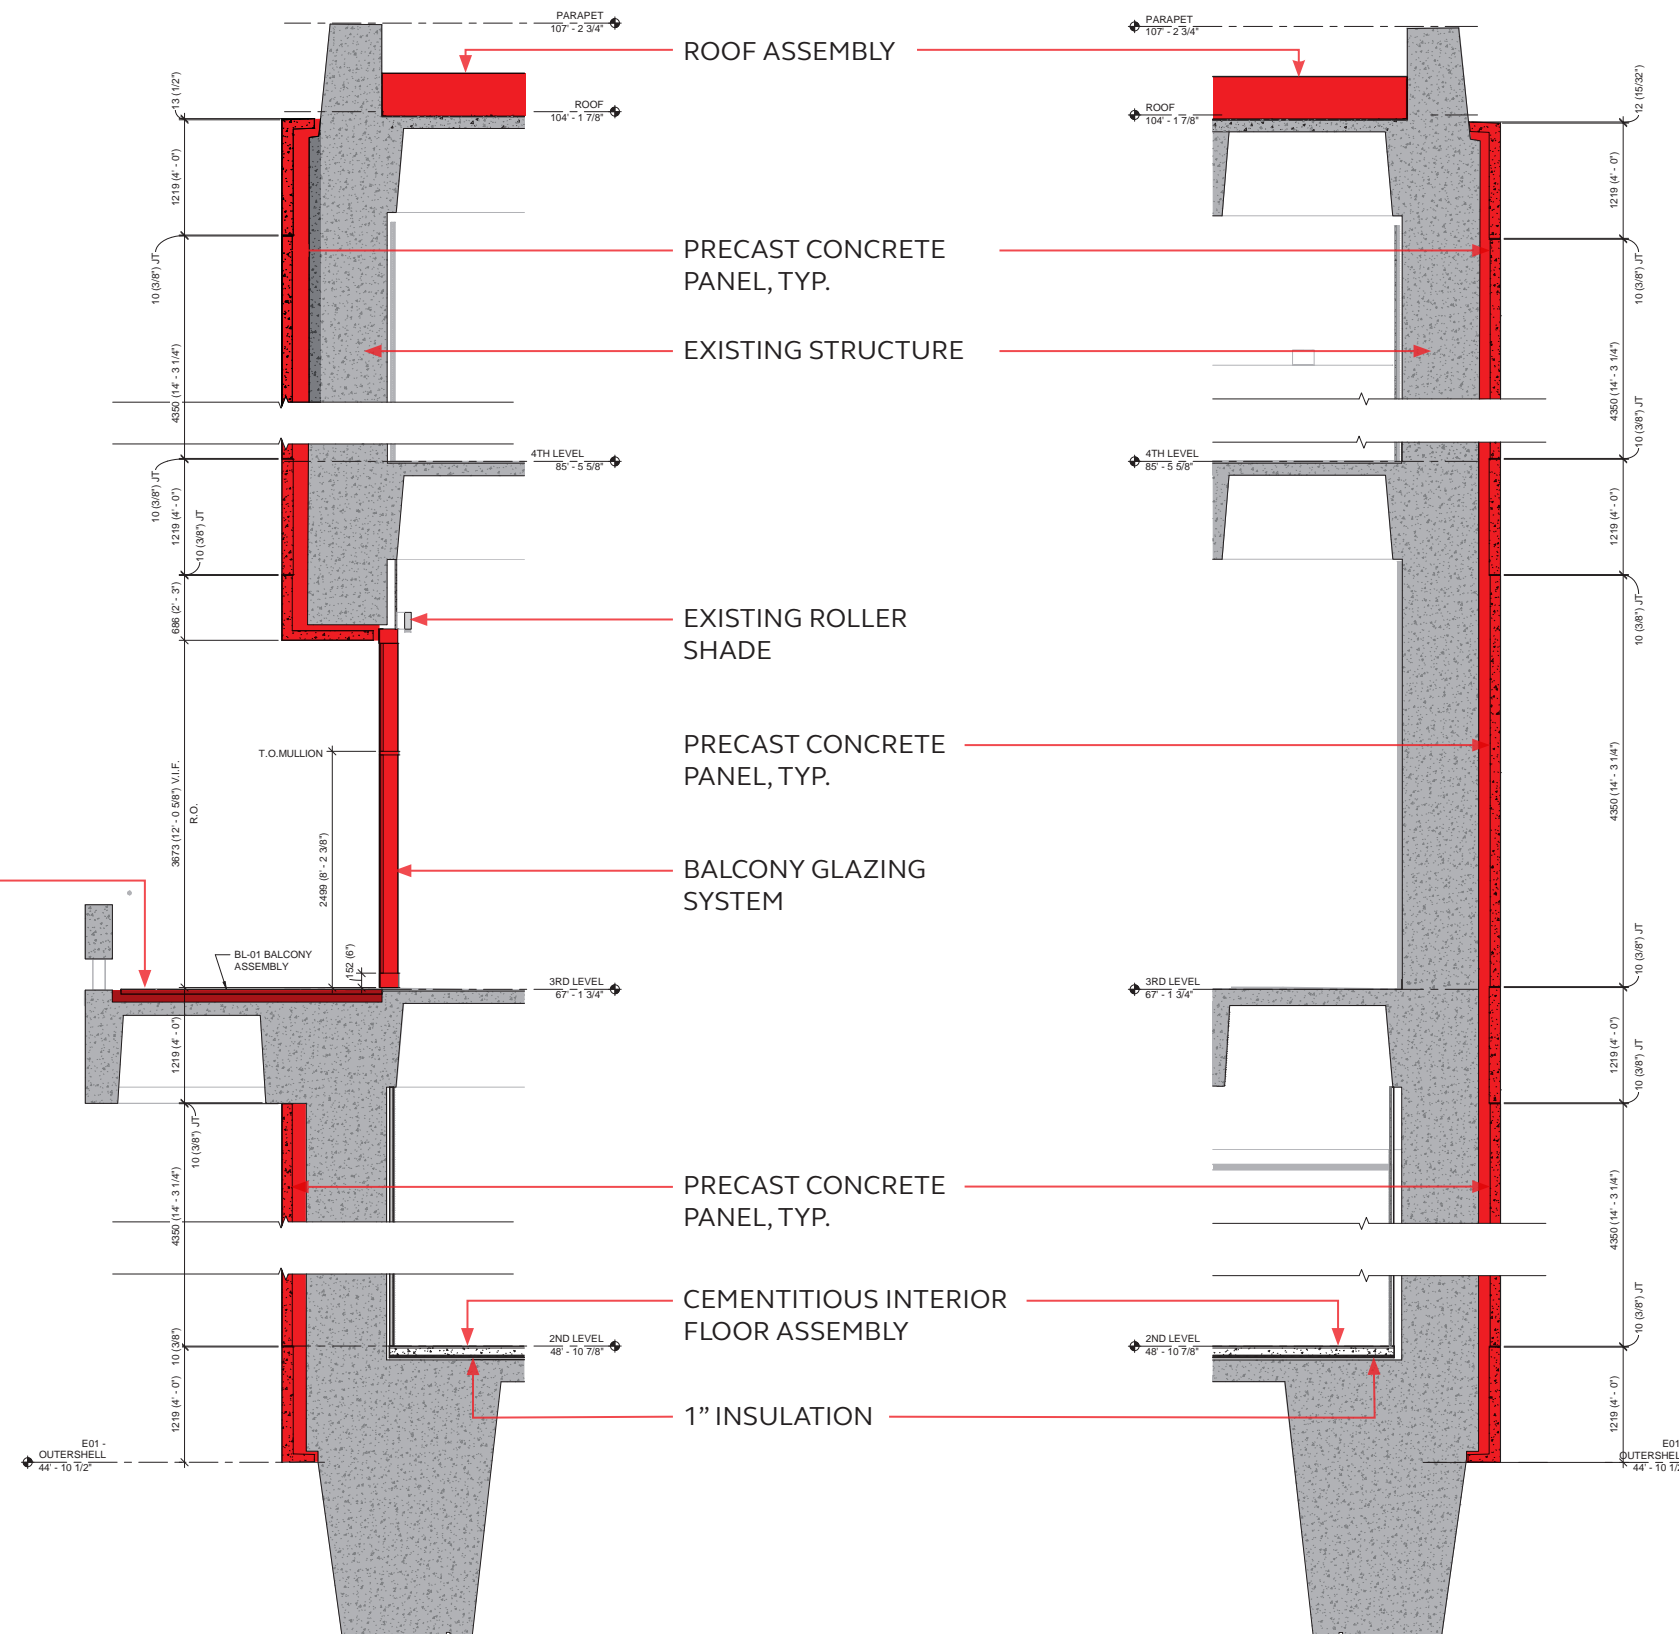 PARAPET
107' - 2 3/4"
PARAPET
107' - 2 3/4"
ROOF ASSEMBLY
13 (1/2")
12 (15/32")
ROOF
104' - 1 7/8"
ROOF
104' - 1 7/8"
1219 (4' - 0")
1219 (4' - 0")
PRECAST CONCRETE
PANEL, TYP.
10 (3/8") JT
10 (3/8") JT
EXISTING STRUCTURE
4350 (14' - 3 1/4")
4350 (14' - 3 1/4")
10 (3/8") JT
4TH LEVEL
85' - 5 5/8"
4TH LEVEL
85' - 5 5/8"
10 (3/8") JT
1219 (4' - 0")
10 (3/8") JT
1219 (4' - 0")
686 (2' - 3")
10 (3/8") JT
EXISTING ROLLER
SHADE
T.O.MULLION
PRECAST CONCRETE
PANEL, TYP.
3673 (12' - 0 5/8") V.I.F.
R.O.
4350 (14' - 3 1/4")
2499 (8' - 2 3/8")
BALCONY GLAZING
SYSTEM
BL-01 BALCONY
ASSEMBLY
152 (6")
10 (3/8") JT
3RD LEVEL
67' - 1 3/4"
3RD LEVEL
67' - 1 3/4"
1219 (4' - 0")
1219 (4' - 0")
10 (3/8") JT
10 (3/8") JT
PRECAST CONCRETE
PANEL, TYP.
4350 (14' - 3 1/4")
4350 (14' - 3 1/4")
CEMENTITIOUS INTERIOR
FLOOR ASSEMBLY
10 (3/8") JT
10 (3/8")
2ND LEVEL
48' - 10 7/8"
2ND LEVEL
48' - 10 7/8"
1219 (4' - 0")
1219 (4' - 0")
1” INSULATION
E01 -
OUTERSHELL
44' - 10 1/2"
E01
OUTERSHEL
44' - 10 1/2